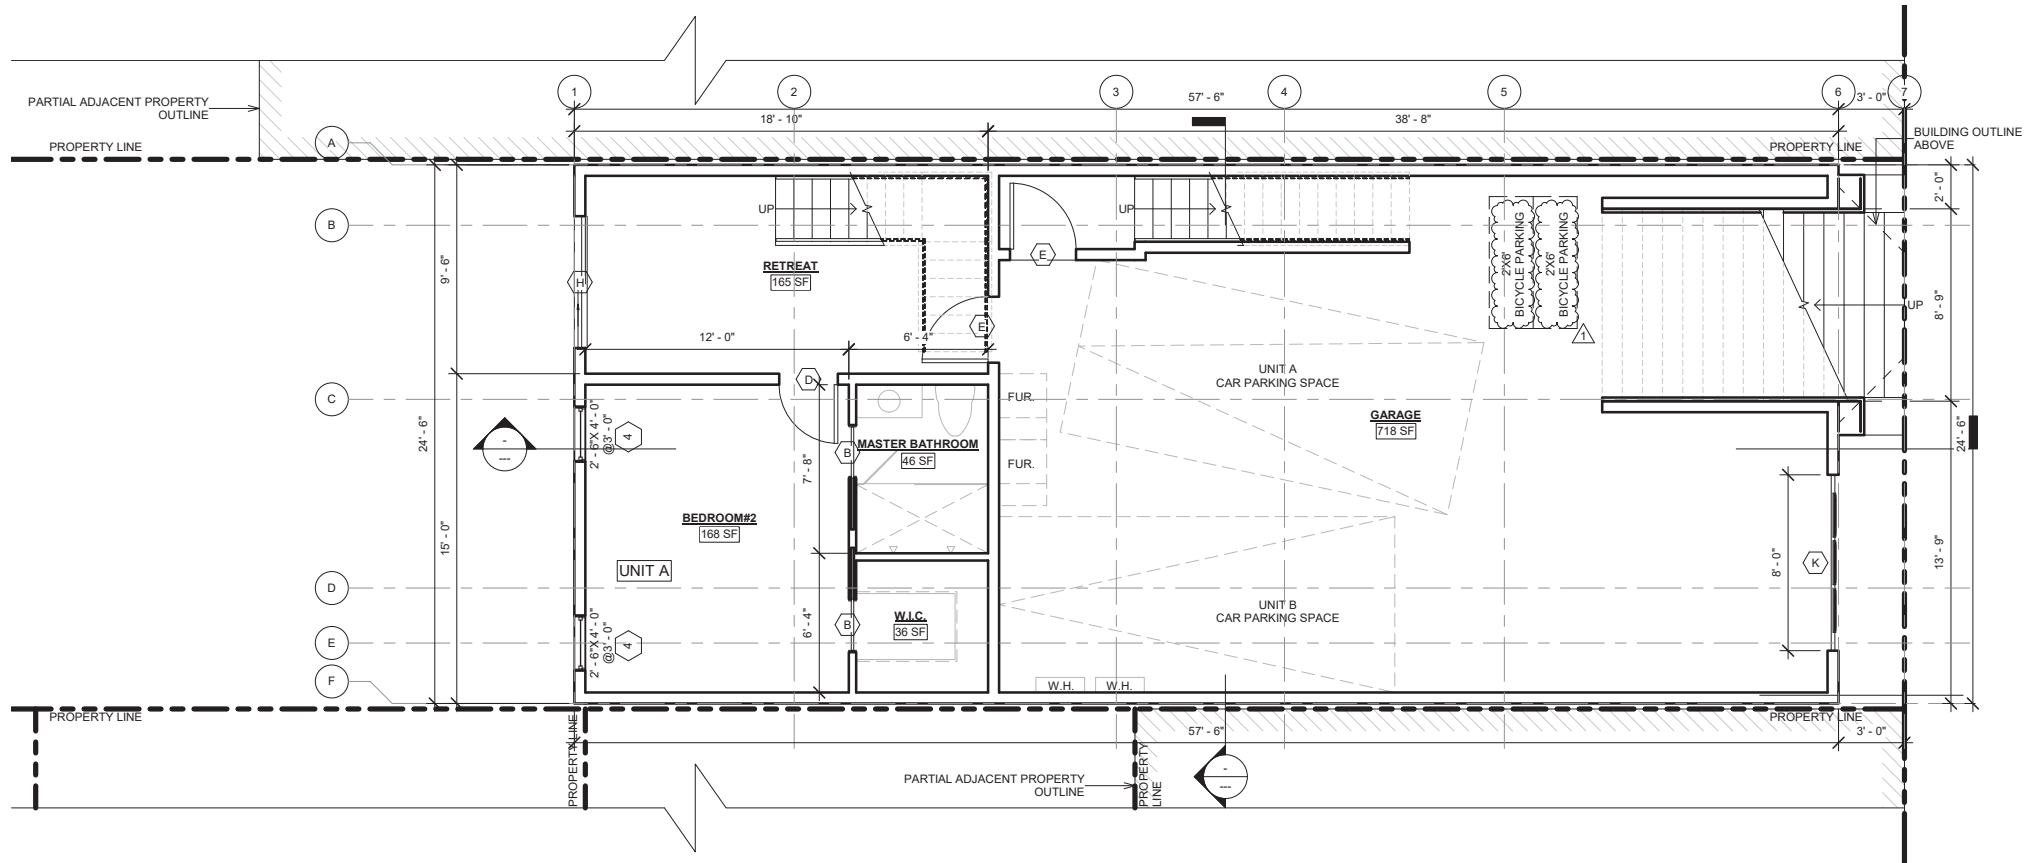 1
2
3
4
5
6
7
57' - 6"
3' - 0"
PARTIAL ADJACENT PROPERTY
OUTLINE
18' - 10"
38' - 8"
BUILDING OUTLINE
ABOVE
A
PROPERTY LINE
PROPERTY LINE
2' - 0"
UP
UP
B
9' - 6"
H
RETREAT
165 SF
E
2'X6'
BICYCLE PARKING
2'X6'
BICYCLE PARKING
8' - 9"
UP
E
1
12' - 0"
6' - 4"
D
UNIT A
CAR PARKING SPACE
C
FUR.
GARAGE
718 SF
24' - 6"
24' - 6"
-
---
2' - 6"X 4' - 0"
@3' - 0"
4
B
MASTER BATHROOM
46 SF
FUR.
7' - 8"
BEDROOM#2
168 SF
15' - 0"
UNIT A
13' - 9"
8' - 0"
K
D
W.I.C.
36 SF
UNIT B
CAR PARKING SPACE
6' - 4"
B
E
2' - 6"X 4' - 0"
@3' - 0"
4
F
W.H.
W.H.
PROPERTY LINE
PROPERTY LINE
57' - 6"
3' - 0"
PROPERTY LINE
PROPERTY
LINE
PARTIAL ADJACENT PROPERTY
OUTLINE
-
---